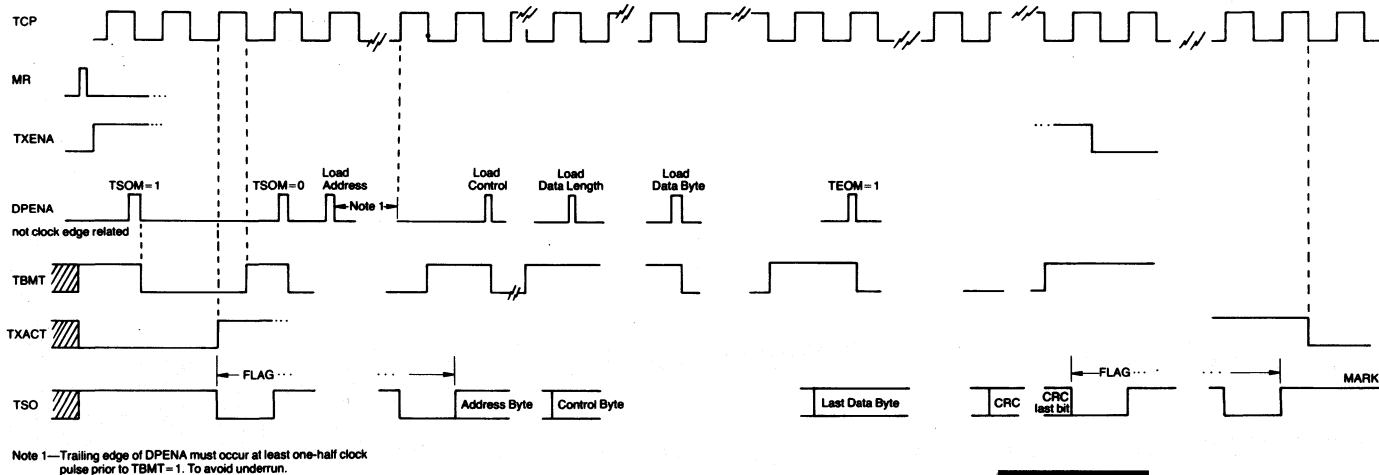 TCP
MR
TXENA
TSOM=1
TSOM=0
Load
Address
Load
Control
Load
Data Length
Load
Data Byte
TEOM=1
DPENA
Note 1
not clock edge related
TBMT
TXACT
FLAG
FLAG
MARK
TSO
Address Byte
Control Byte
Last Data Byte
CRC
CRC
last bit
Note 1—Trailing edge of DPENA must occur at least one-half clock
pulse prior to TBMT=1. To avoid underrun.